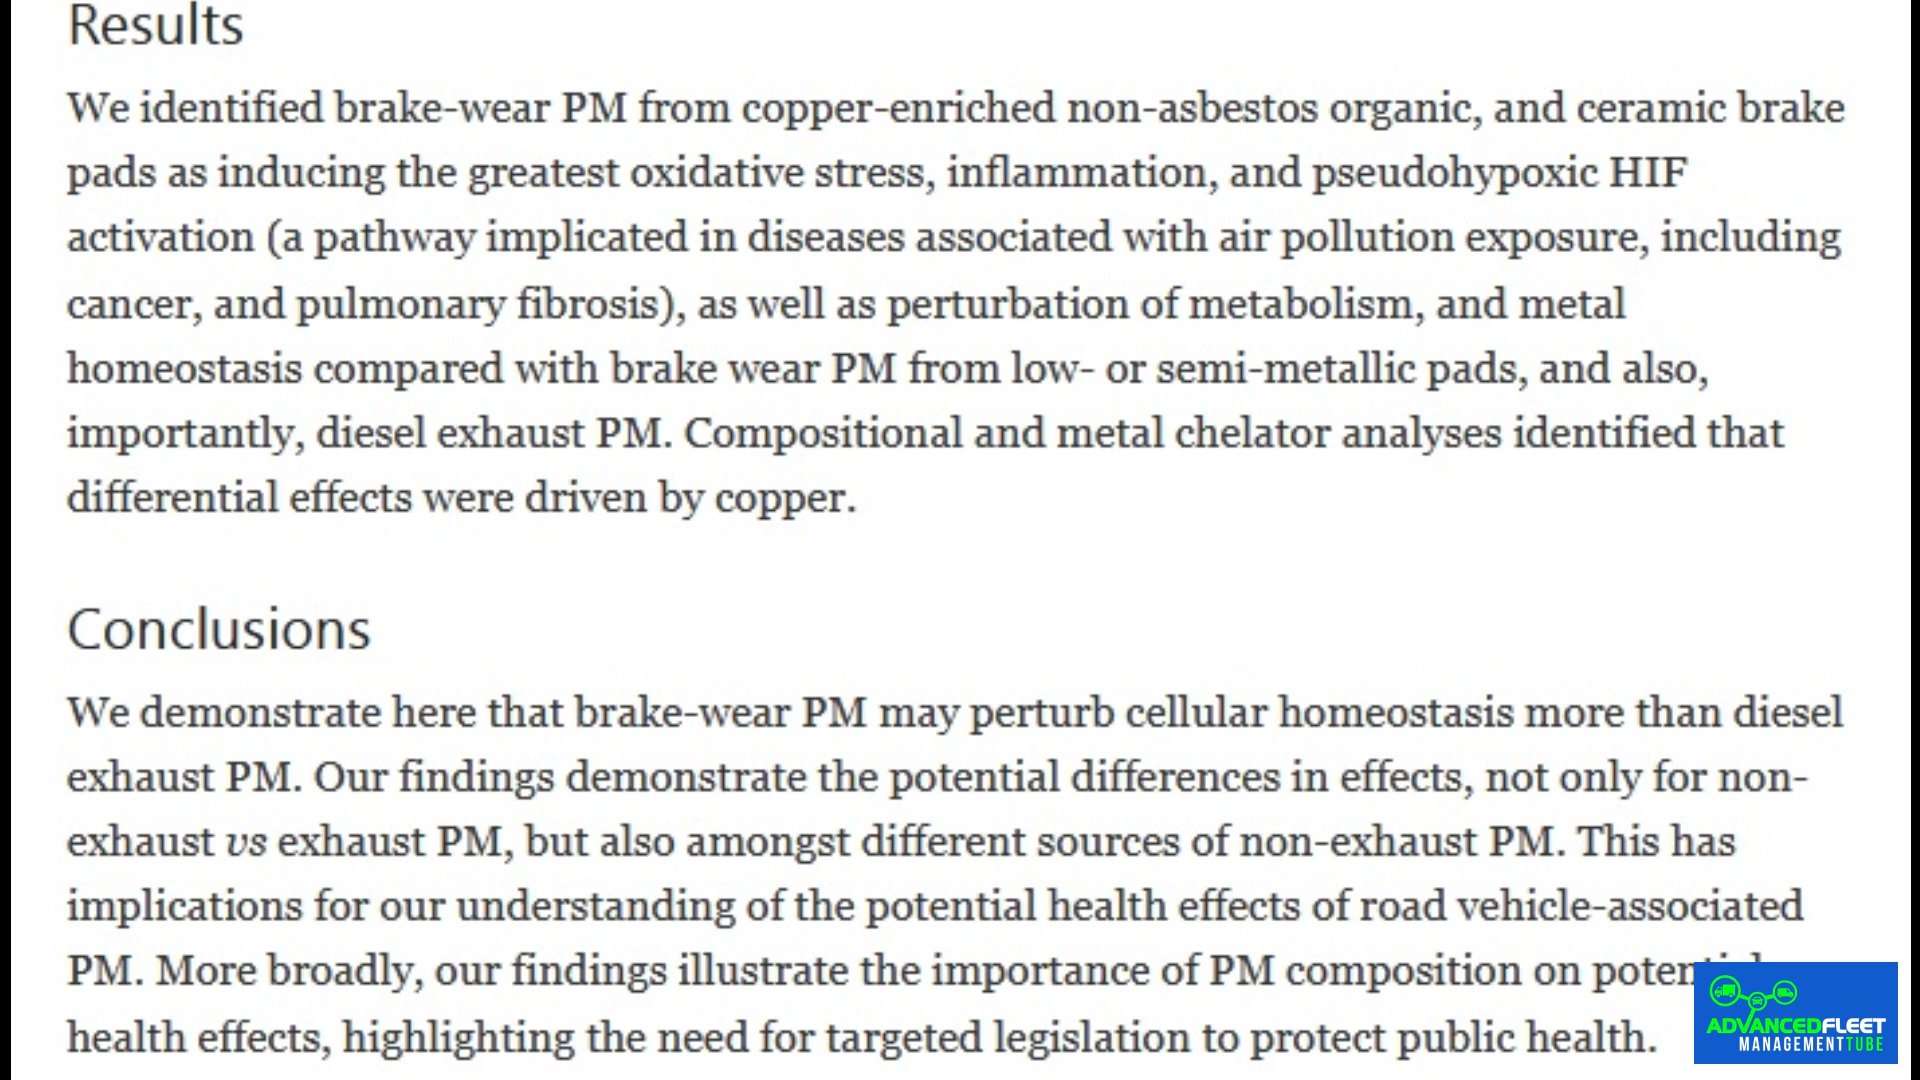 Results
We identified brake-wear PM from copper-enriched non-asbestos organic, and ceramic brake
pads as inducing the greatest oxidative stress, inflammation, and pseudohypoxic HIF
activation (a pathway implicated in diseases associated with air pollution exposure, including
cancer, and pulmonary fibrosis), as well as perturbation of metabolism, and metal
homeostasis compared with brake wear PM from low- or semi-metallic pads, and also,
importantly, diesel exhaust PM. Compositional and metal chelator analyses identified that
differential effects were driven by copper.
Conclusions
We demonstrate here that brake-wear PM may perturb cellular homeostasis more than diesel
exhaust PM. Our findings demonstrate the potential differences in effects, not only for non-
exhaust vs exhaust PM, but also amongst different sources of non-exhaust PM. This has
implications for our understanding of the potential health effects of road vehicle-associated
PM. More broadly, our findings illustrate the importance of PM composition on potential
health effects, highlighting the need for targeted legislation to protect public health.
ADVANCEDFLEET
MANAGEMENTTUBE